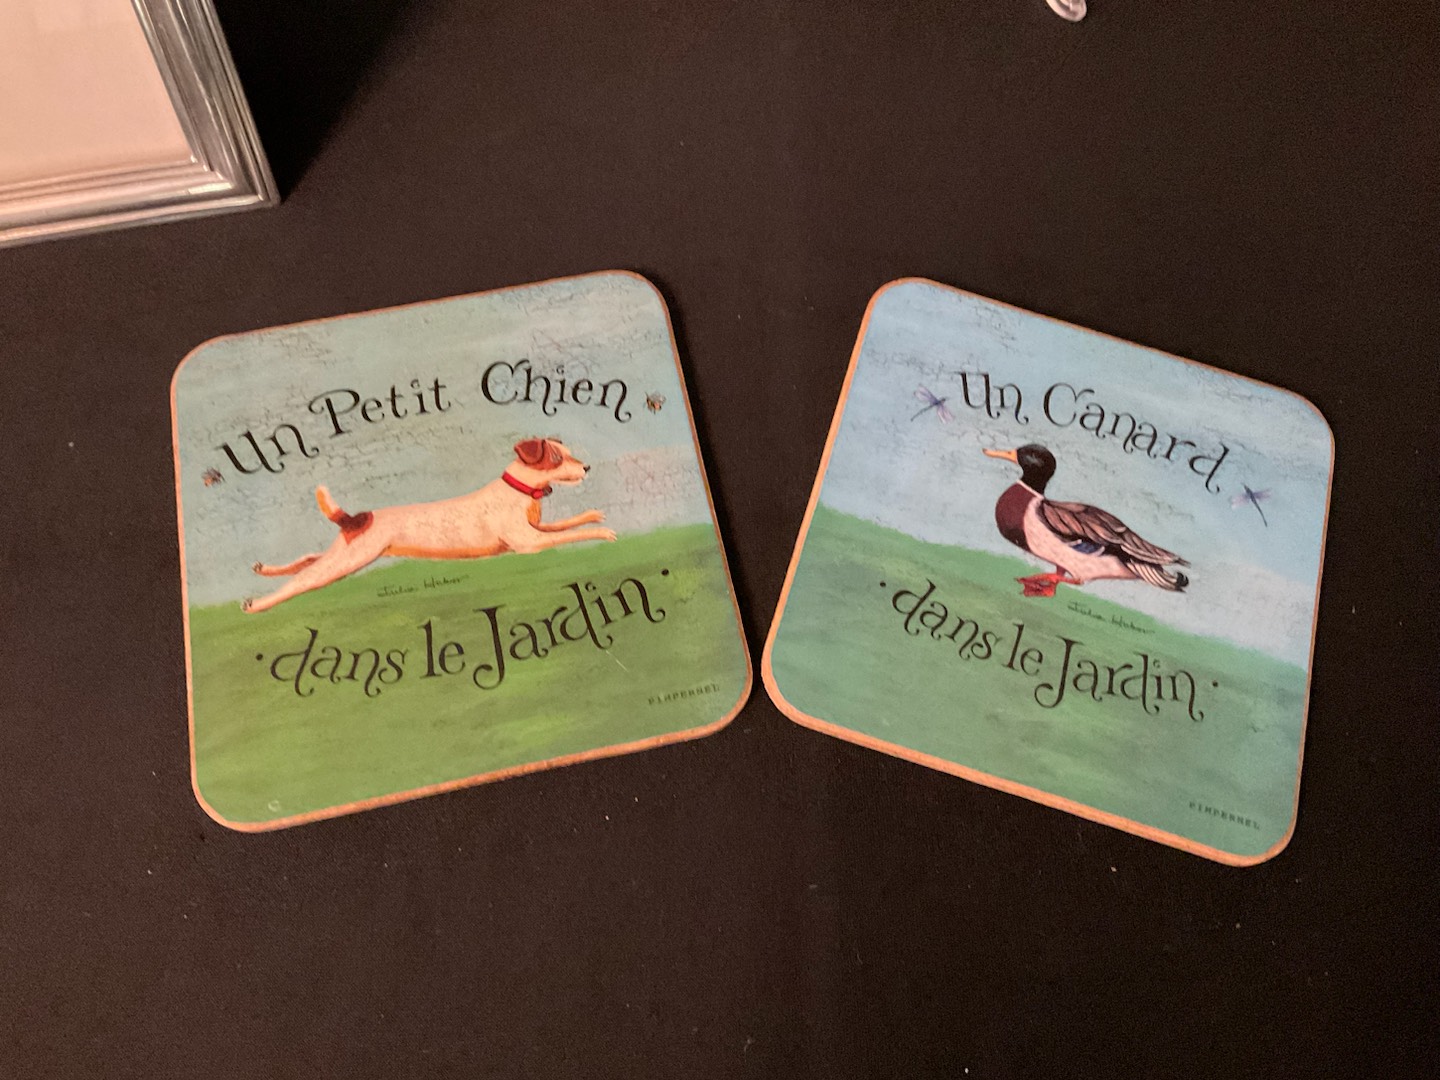 Un Petit Chien
dans le Jardin
PIMPERNEL
Un Canard
dans le Jardin
PIMPERNEL